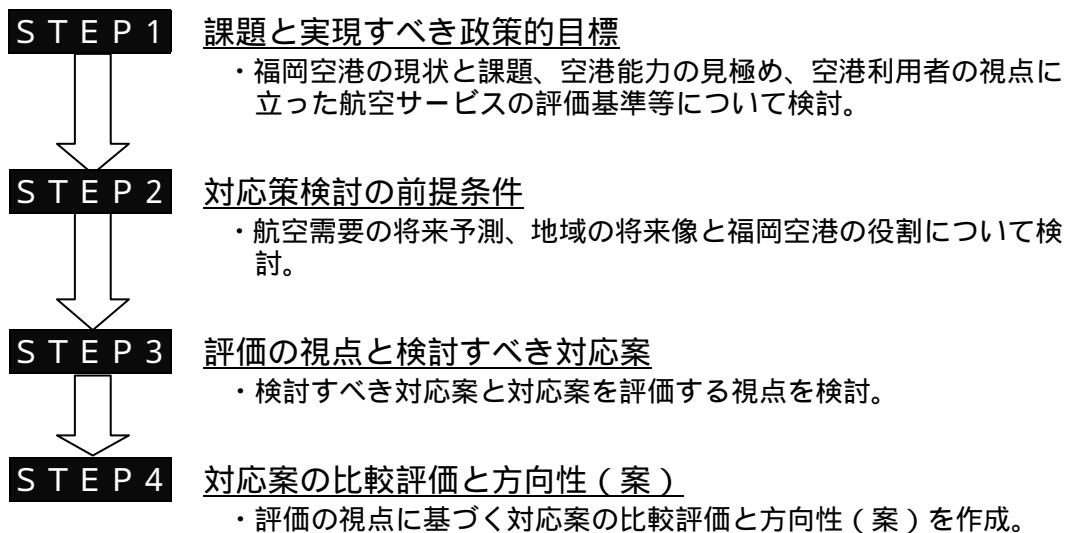 ＳＴＥＰ１ 課題と実現すべき政策的目標
・福岡空港の現状と課題、空港能力の見極め、空港利用者の視点に
立った航空サービスの評価基準等について検討。
ＳＴＥＰ２ 対応策検討の前提条件
・航空需要の将来予測、地域の将来像と福岡空港の役割について検
討。
ＳＴＥＰ３ 評価の視点と検討すべき対応案
・検討すべき対応案と対応案を評価する視点を検討。
ＳＴＥＰ４ 対応案の比較評価と方向性（案）
・評価の視点に基づく対応案の比較評価と方向性（案）を作成。